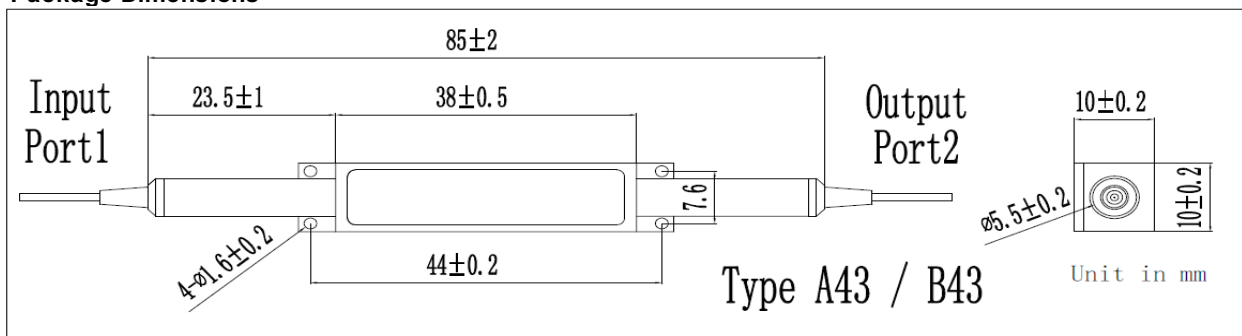 Package Dimensions
85±2
Input
Port1
23.5±1
38±0.5
Output
Port2
10±0.2
7.6
10±0.2
ø5.5±0.2
4-ø1.6±0.2
44±0.2
Type A43 / B43
Unit in mm